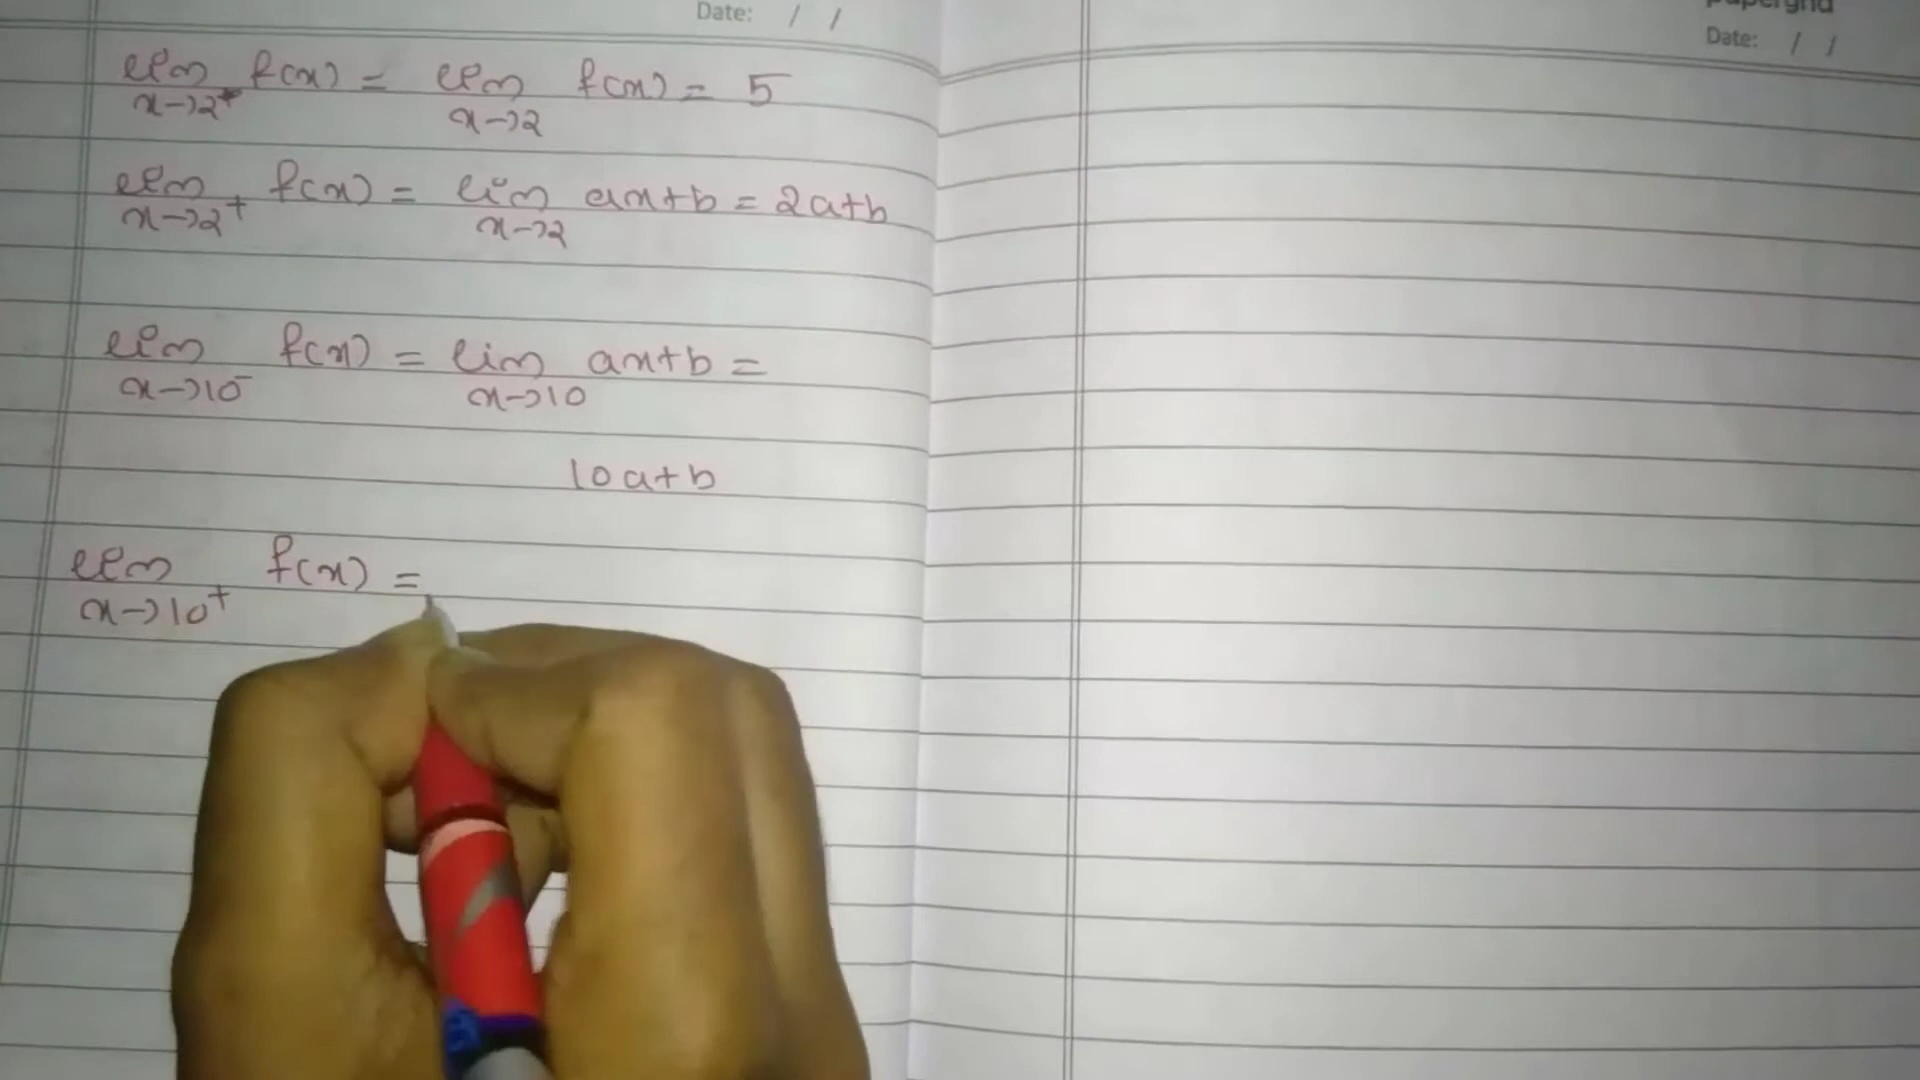 Date: / /
lim f(x) = lim f(x) = 5
x→2⁺ x→2
lim f(x) = lim ax+b = 2a+b
x→2⁺ x→2
lim f(x) = lim ax+b =
x→10⁻ x→10
10a+b
lim f(x) =
x→10⁺
papergrid
Date: / /